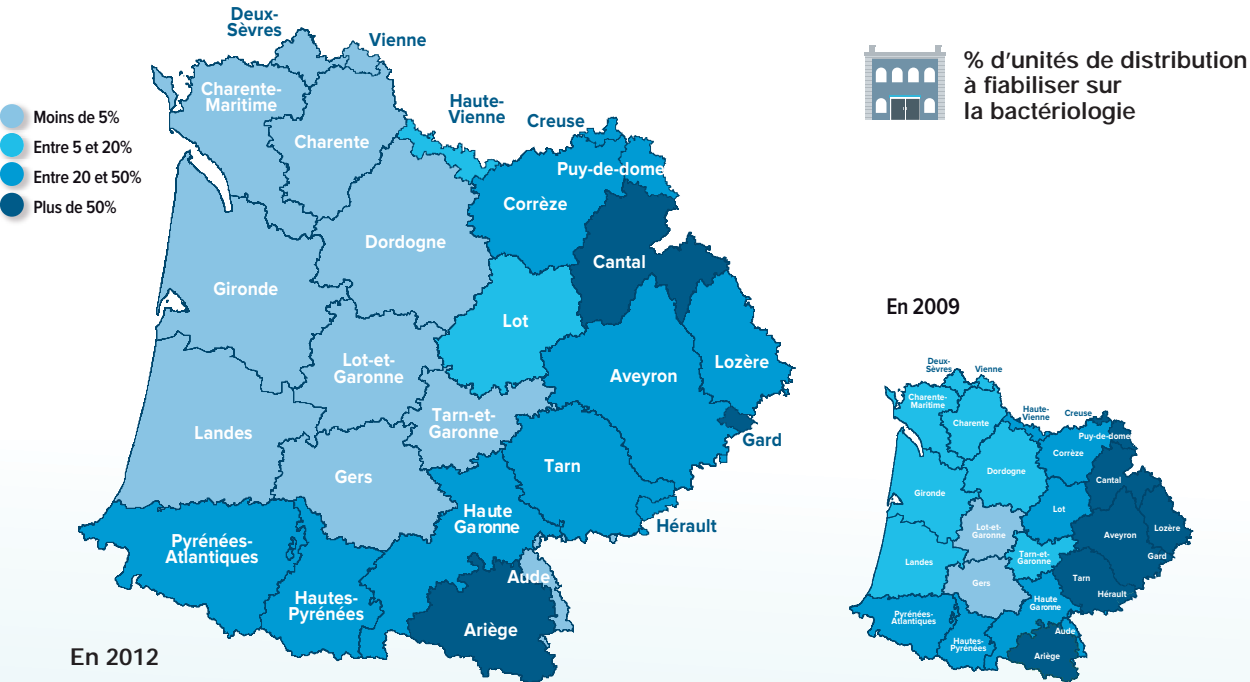 Deux-
Sèvres
Vienne
% d'unités de distribution
à fiabiliser sur
la bactériologie
Charente-
Maritime
Haute-
Vienne
Creuse
Moins de 5%
Entre 5 et 20%
Entre 20 et 50%
Plus de 50%
Charente
Puy-de-dome
Corrèze
Dordogne
Cantal
Gironde
Lot
Lot-et-
Garonne
Aveyron
Lozère
Landes
Tarn-et-
Garonne
Gard
Gers
Tarn
Haute
Garonne
Hérault
Pyrénées-
Atlantiques
Aude
Hautes-
Pyrénées
Ariège
En 2012
En 2009
Deux-
Sèvres
Vienne
Charente-
Maritime
Haute-
Vienne
Creuse
Charente
Puy-de-dome
Corrèze
Dordogne
Cantal
Gironde
Lot
Lot-et-
Garonne
Aveyron
Lozère
Gard
Landes
Tarn-et-
Garonne
Gers
Tarn
Hérault
Haute
Garonne
Pyrénées-
Atlantiques
Aude
Hautes-
Pyrénées
Ariège